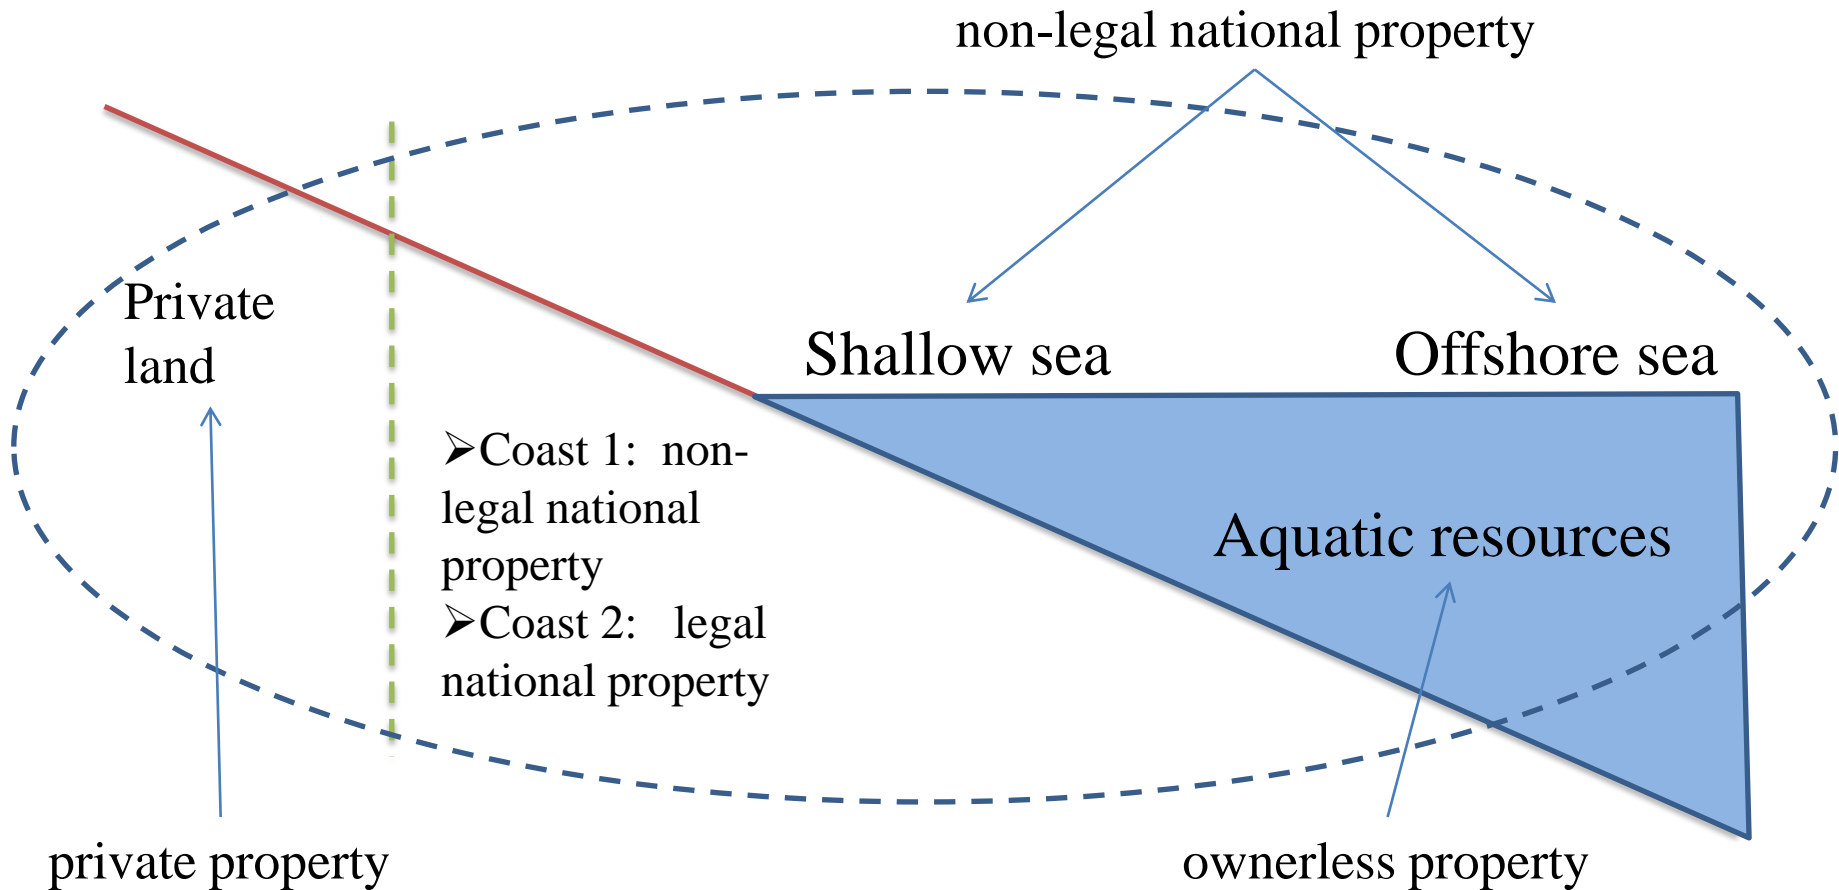 non-legal national property
Private
land
Shallow sea
Offshore sea
➢Coast 1: non-
legal national
property
➢Coast 2: legal
national property
Aquatic resources
private property
ownerless property